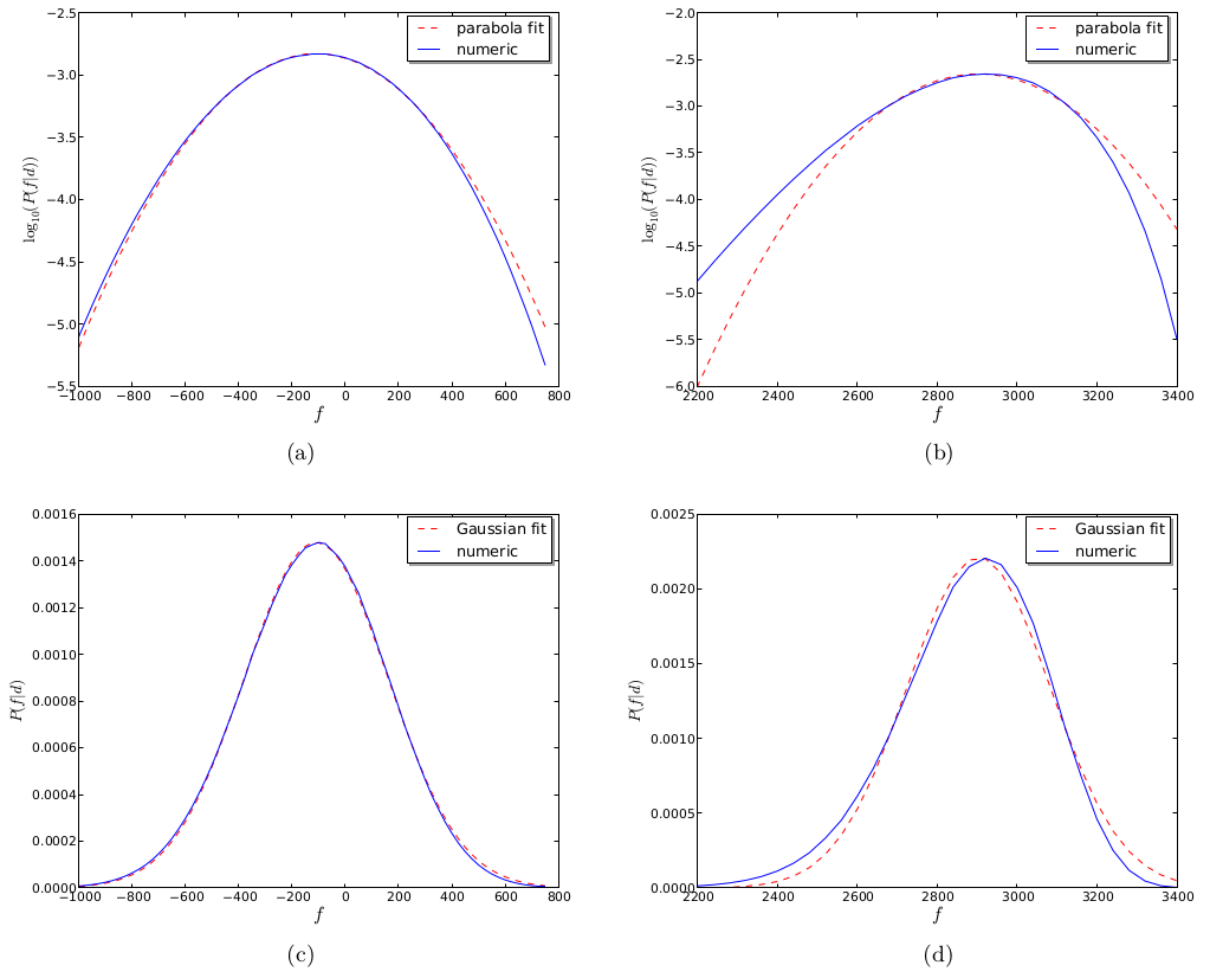 −2.5
−3.0
−3.5
−4.0
−4.5
−5.0
−5.5
log₁₀(P(f|d))
parabola fit
numeric
−1000 −800 −600 −400 −200 0 200 400 600 800
f
(a)
−2.0
−2.5
−3.0
−3.5
−4.0
−4.5
−5.0
−5.5
−6.0
log₁₀(P(f|d))
parabola fit
numeric
2200 2400 2600 2800 3000 3200 3400
f
(b)
0.0016
0.0014
0.0012
0.0010
0.0008
0.0006
0.0004
0.0002
0.0000
P(f|d)
Gaussian fit
numeric
−1000 −800 −600 −400 −200 0 200 400 600 800
f
(c)
0.0025
0.0020
0.0015
0.0010
0.0005
0.0000
P(f|d)
Gaussian fit
numeric
2200 2400 2600 2800 3000 3200 3400
f
(d)